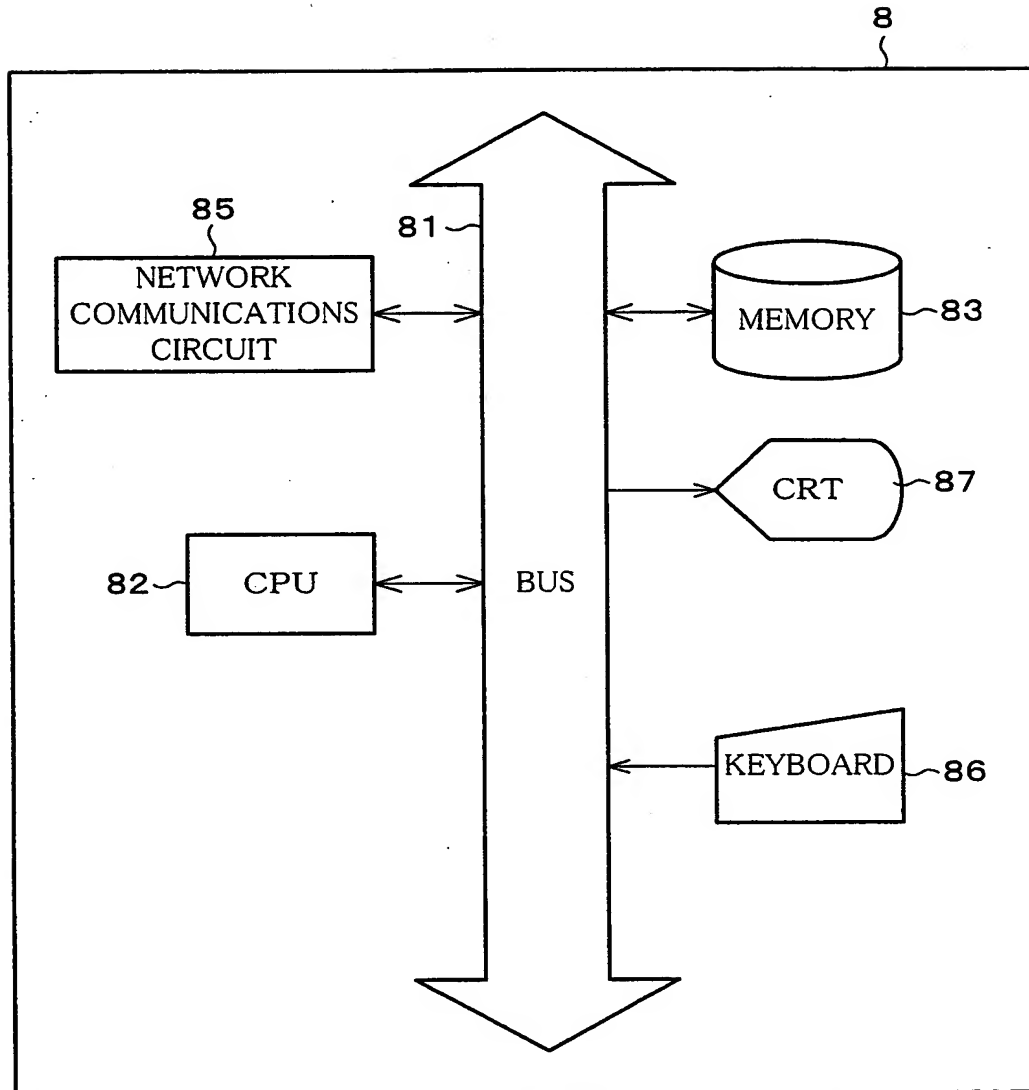 8
85
81
NETWORK
COMMUNICATIONS
CIRCUIT
MEMORY
83
CRT
87
82
CPU
BUS
KEYBOARD
86